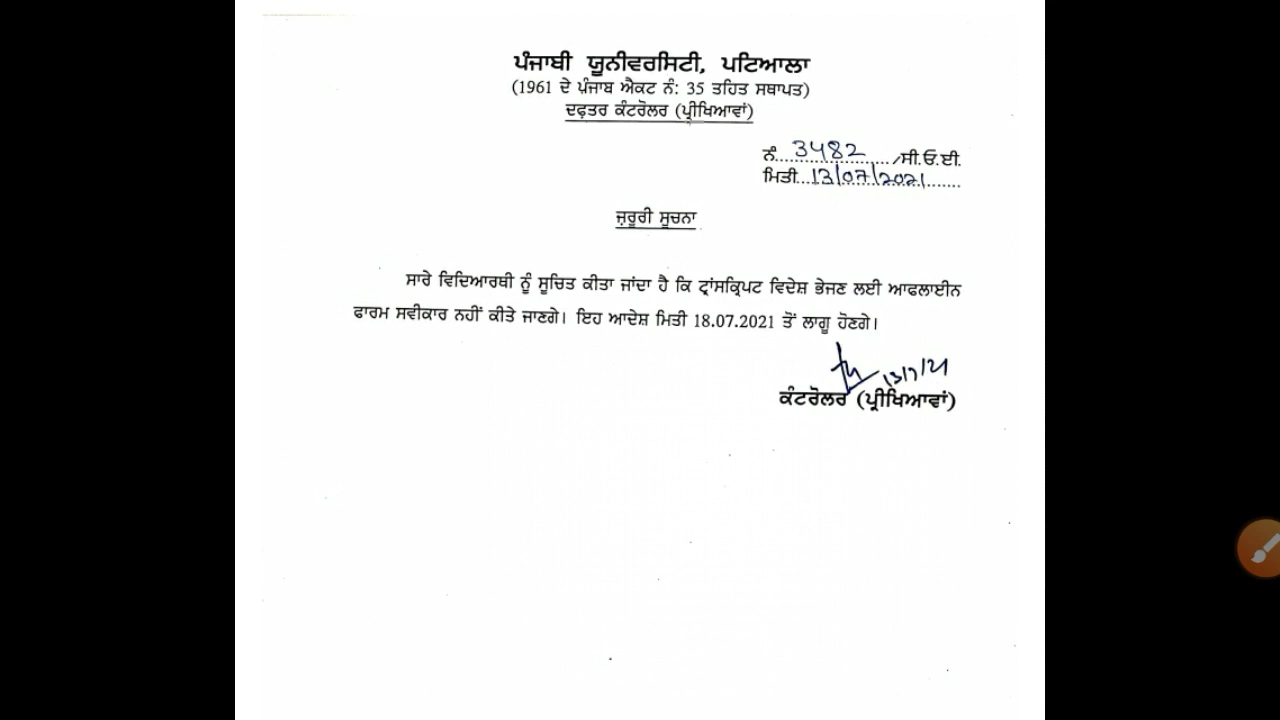 ਪੰਜਾਬੀ ਯੂਨੀਵਰਸਿਟੀ, ਪਟਿਆਲਾ
(1961 ਦੇ ਪੰਜਾਬ ਐਕਟ ਨੰ: 35 ਤਹਿਤ ਸਥਾਪਤ)
ਦਫ਼ਤਰ ਕੰਟਰੋਲਰ (ਪ੍ਰੀਖਿਆਵਾਂ)
ਨੰ. 3482 /ਸੀ.ਓ.ਈ.
ਮਿਤੀ...13/07/2021
ਜ਼ਰੂਰੀ ਸੂਚਨਾ
ਸਾਰੇ ਵਿਦਿਆਰਥੀ ਨੂੰ ਸੂਚਿਤ ਕੀਤਾ ਜਾਂਦਾ ਹੈ ਕਿ ਟ੍ਰਾਂਸਕ੍ਰਿਪਟ ਵਿਦੇਸ਼ ਭੇਜਣ ਲਈ ਆਫਲਾਈਨ
ਫਾਰਮ ਸਵੀਕਾਰ ਨਹੀਂ ਕੀਤੇ ਜਾਣਗੇ। ਇਹ ਆਦੇਸ਼ ਮਿਤੀ 18.07.2021 ਤੋਂ ਲਾਗੂ ਹੋਣਗੇ।
13/7/21
ਕੰਟਰੋਲਰ (ਪ੍ਰੀਖਿਆਵਾਂ)